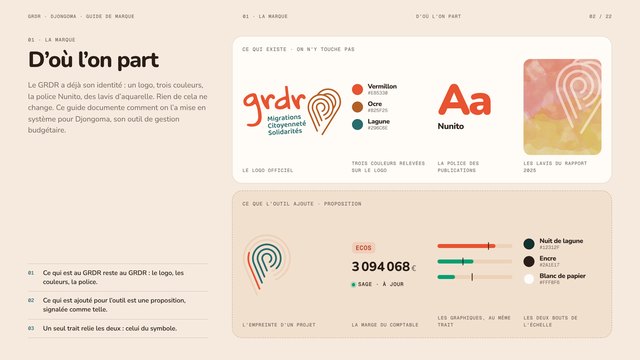 GRDR · DJONGOMA · GUIDE DE MARQUE
01 · LA MARQUE
D'OÙ L'ON PART
02 / 22
01 · LA MARQUE
D'où l'on part
Le GRDR a déjà son identité : un logo, trois couleurs,
la police Nunito, des lavis d'aquarelle. Rien de cela ne
change. Ce guide documente comment on l'a mise en
système pour Djongoma, son outil de gestion
budgétaire.
01 Ce qui est au GRDR reste au GRDR : le logo, les
couleurs, la police.
02 Ce qui est ajouté pour l'outil est une proposition,
signalée comme telle.
03 Un seul trait relie les deux : celui du symbole.
CE QUI EXISTE · ON N'Y TOUCHE PAS
grdr
Migrations
Citoyenneté
Solidarités
LE LOGO OFFICIEL
Vermillon
Ocre
Lagune
TROIS COULEURS RELEVÉES
SUR LE LOGO
Aa
Nunito
LA POLICE DES
PUBLICATIONS
LES LAVIS DU RAPPORT
2025
CE QUE L'OUTIL AJOUTE · PROPOSITION
L'EMPREINTE D'UN PROJET
ECOS
3 094 068 €
SAGE · À JOUR
LA MARGE DU COMPTABLE
LES GRAPHIQUES, AU MÊME
TRAIT
Nuit de lagune
#12312F
Encre
#2A1E17
Blanc de papier
#FFF8F6
LES DEUX BOUTS DE
L'ÉCHELLE